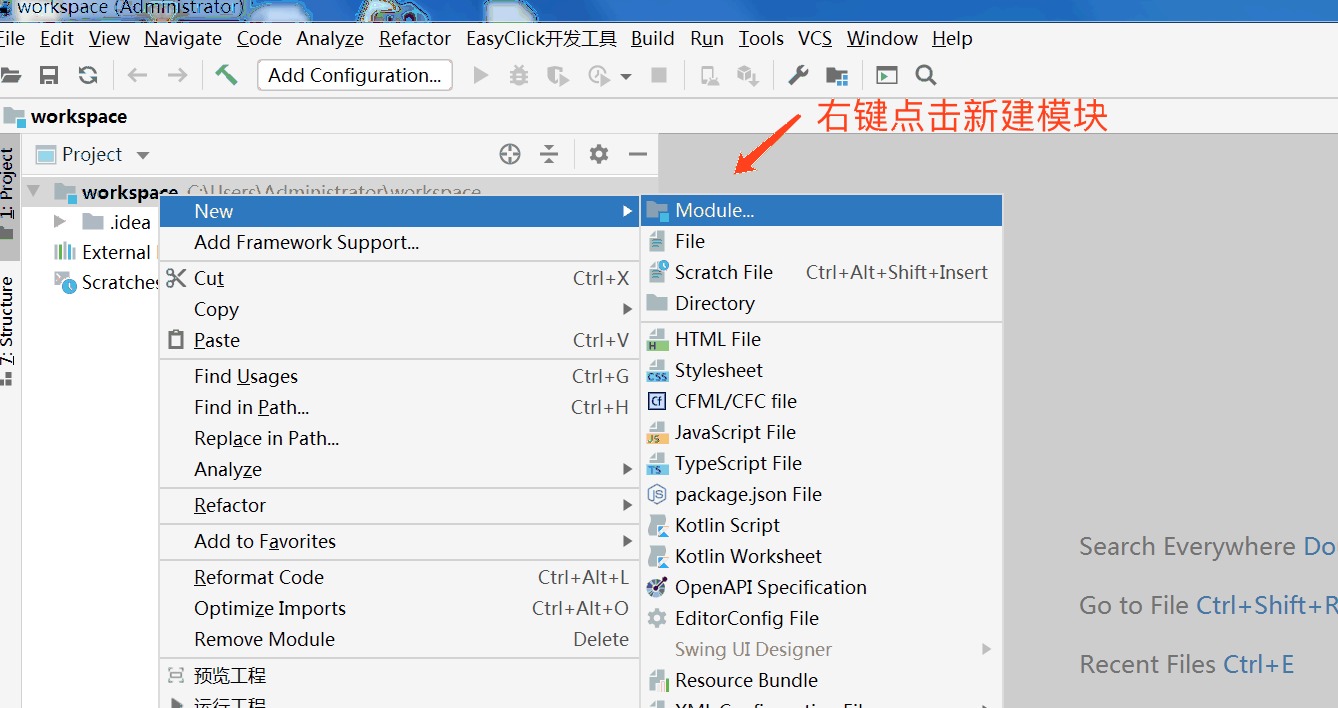 workspace (Administrator)
File Edit View Navigate Code Analyze Refactor EasyClick开发工具 Build Run Tools VCS Window Help
Add Configuration...
workspace
右键点击新建模块
1: Project
Project
workspace C:\Users\Administrator\workspace
.idea
External
Scratches
7: Structure
New
Add Framework Support...
Cut Ctrl+X
Copy
Paste Ctrl+V
Find Usages Ctrl+G
Find in Path... Ctrl+H
Replace in Path...
Analyze
Refactor
Add to Favorites
Reformat Code Ctrl+Alt+L
Optimize Imports Ctrl+Alt+O
Remove Module Delete
预览工程
运行工程
Module...
File
Scratch File Ctrl+Alt+Shift+Insert
Directory
HTML File
Stylesheet
CFML/CFC file
JavaScript File
TypeScript File
package.json File
Kotlin Script
Kotlin Worksheet
OpenAPI Specification
EditorConfig File
Swing UI Designer
Resource Bundle
XML Configuration File
Search Everywhere Do
Go to File Ctrl+Shift+R
Recent Files Ctrl+E